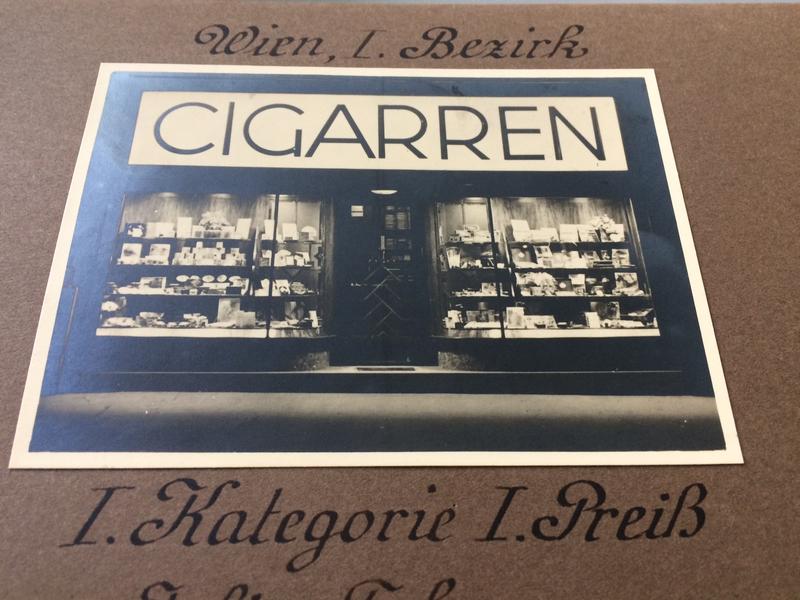 Wien, I. Bezirk
CIGARREN
I. Kategorie I. Preiß